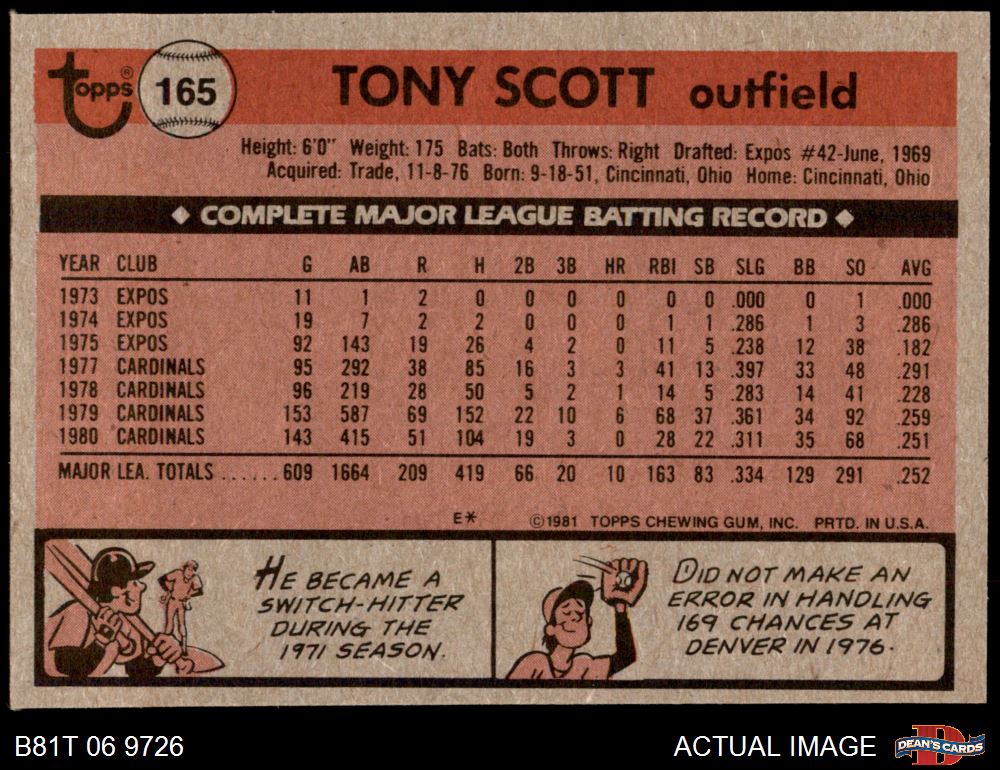 topps® 165 TONY SCOTT outfield
Height: 6'0" Weight: 175 Bats: Both Throws: Right Drafted: Expos #42-June, 1969
Acquired: Trade, 11-8-76 Born: 9-18-51, Cincinnati, Ohio Home: Cincinnati, Ohio
◆ COMPLETE MAJOR LEAGUE BATTING RECORD ◆
YEAR CLUB G AB R H 2B 3B HR RBI SB SLG BB SO AVG
1973 EXPOS 11 1 2 0 0 0 0 0 0 .000 0 1 .000
1974 EXPOS 19 7 2 2 0 0 0 1 1 .286 1 3 .286
1975 EXPOS 92 143 19 26 4 2 0 11 5 .238 12 38 .182
1977 CARDINALS 95 292 38 85 16 3 3 41 13 .397 33 48 .291
1978 CARDINALS 96 219 28 50 5 2 1 14 5 .283 14 41 .228
1979 CARDINALS 153 587 69 152 22 10 6 68 37 .361 34 92 .259
1980 CARDINALS 143 415 51 104 19 3 0 28 22 .311 35 68 .251
MAJOR LEA. TOTALS ...... 609 1664 209 419 66 20 10 163 83 .334 129 291 .252
E* ©1981 TOPPS CHEWING GUM, INC. PRTD. IN U.S.A.
HE BECAME A
SWITCH-HITTER
DURING THE
1971 SEASON.
DID NOT MAKE AN
ERROR IN HANDLING
169 CHANCES AT
DENVER IN 1976.
B81T 06 9726 ACTUAL IMAGE DEAN'S CARDS